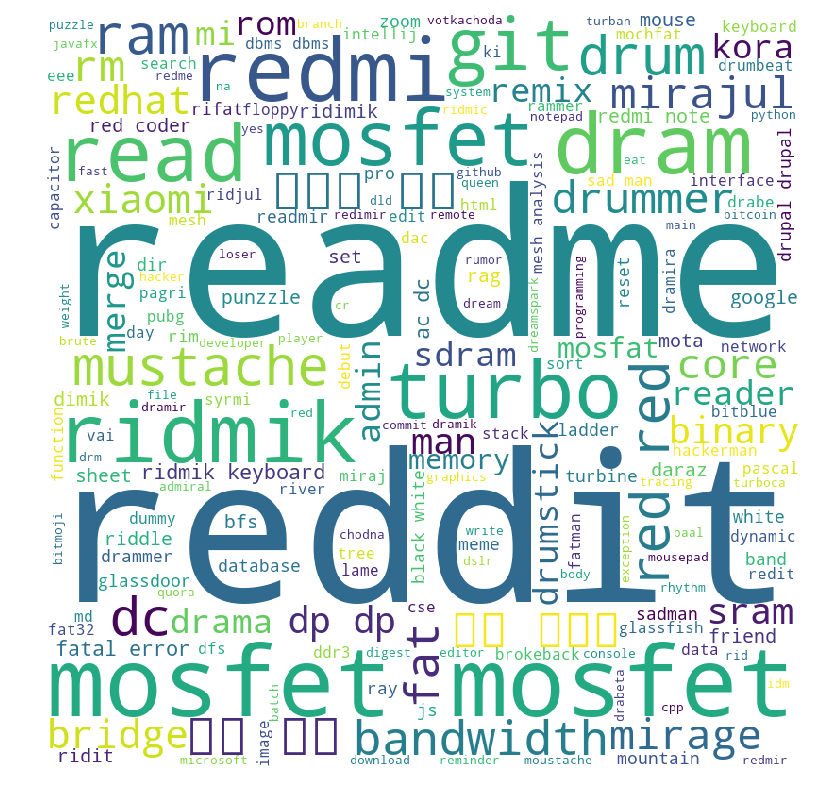 puzzle
branch
votkachoda
zoom
turban
mouse
keyboard
ram
rom
mi
dbms dbms
intellij
git
drum
mochfat
kora
javafx
search
rm
redmi
ki
drumbeat
eee
redme
na
system
remix
rammer
mirajul
redhat
rifat
floppy
ridimik
ridmic
notepad
redmi note
python
red coder
yes
read
mosfet
dram
drupal drupal
capacitor
fast
ridjul
pro
github
eat
sad man
interface
xiaomi
dld
queen
mesh analysis
drummer
drabe
bitcoin
mesh
readmir
redimir
edit
remote
html
main
readme
dir
loser
set
dac
rumor
hacker
merge
pagri
punzzle
ac dc
rag
dream
dreamspark
programming
reset
dramira
google
weight
pubg
day
cr
brute
rim
developer
player
debut
admin
sdram
sort
mosfat
mota
network
mustache
turbo
core
dimik
file
syrmi
reader
ridmik
dramir
red
commit
dramik
red red
bitblue
function
vai
man
stack
ladder
binary
drm
hackerman
sheet
ridmik keyboard
miraj
memory
drumstick
turbine
daraz
pascal
admiral
river
black white
graphics
tracing
turboca
reddit
bitmoji
dummy
bfs
chodna
write
fatman
exception
baal
white
riddle
tree
meme
mousepad
dynamic
drammer
database
lame
dslr
body
rhythm
band
glassdoor
quora
redit
md
dc
drama
dp dp
cse
fat
sadman
sram
fat32
glassfish
friend
fatal error
dfs
ddr3
digest
editor
brokeback
console
data
rid
mosfet
mosfet
ray
batch
js
drabeta
cpp
idm
bridge
image
bandwidth
mirage
ridit
microsoft
download
reminder
moustache
mountain
redmir